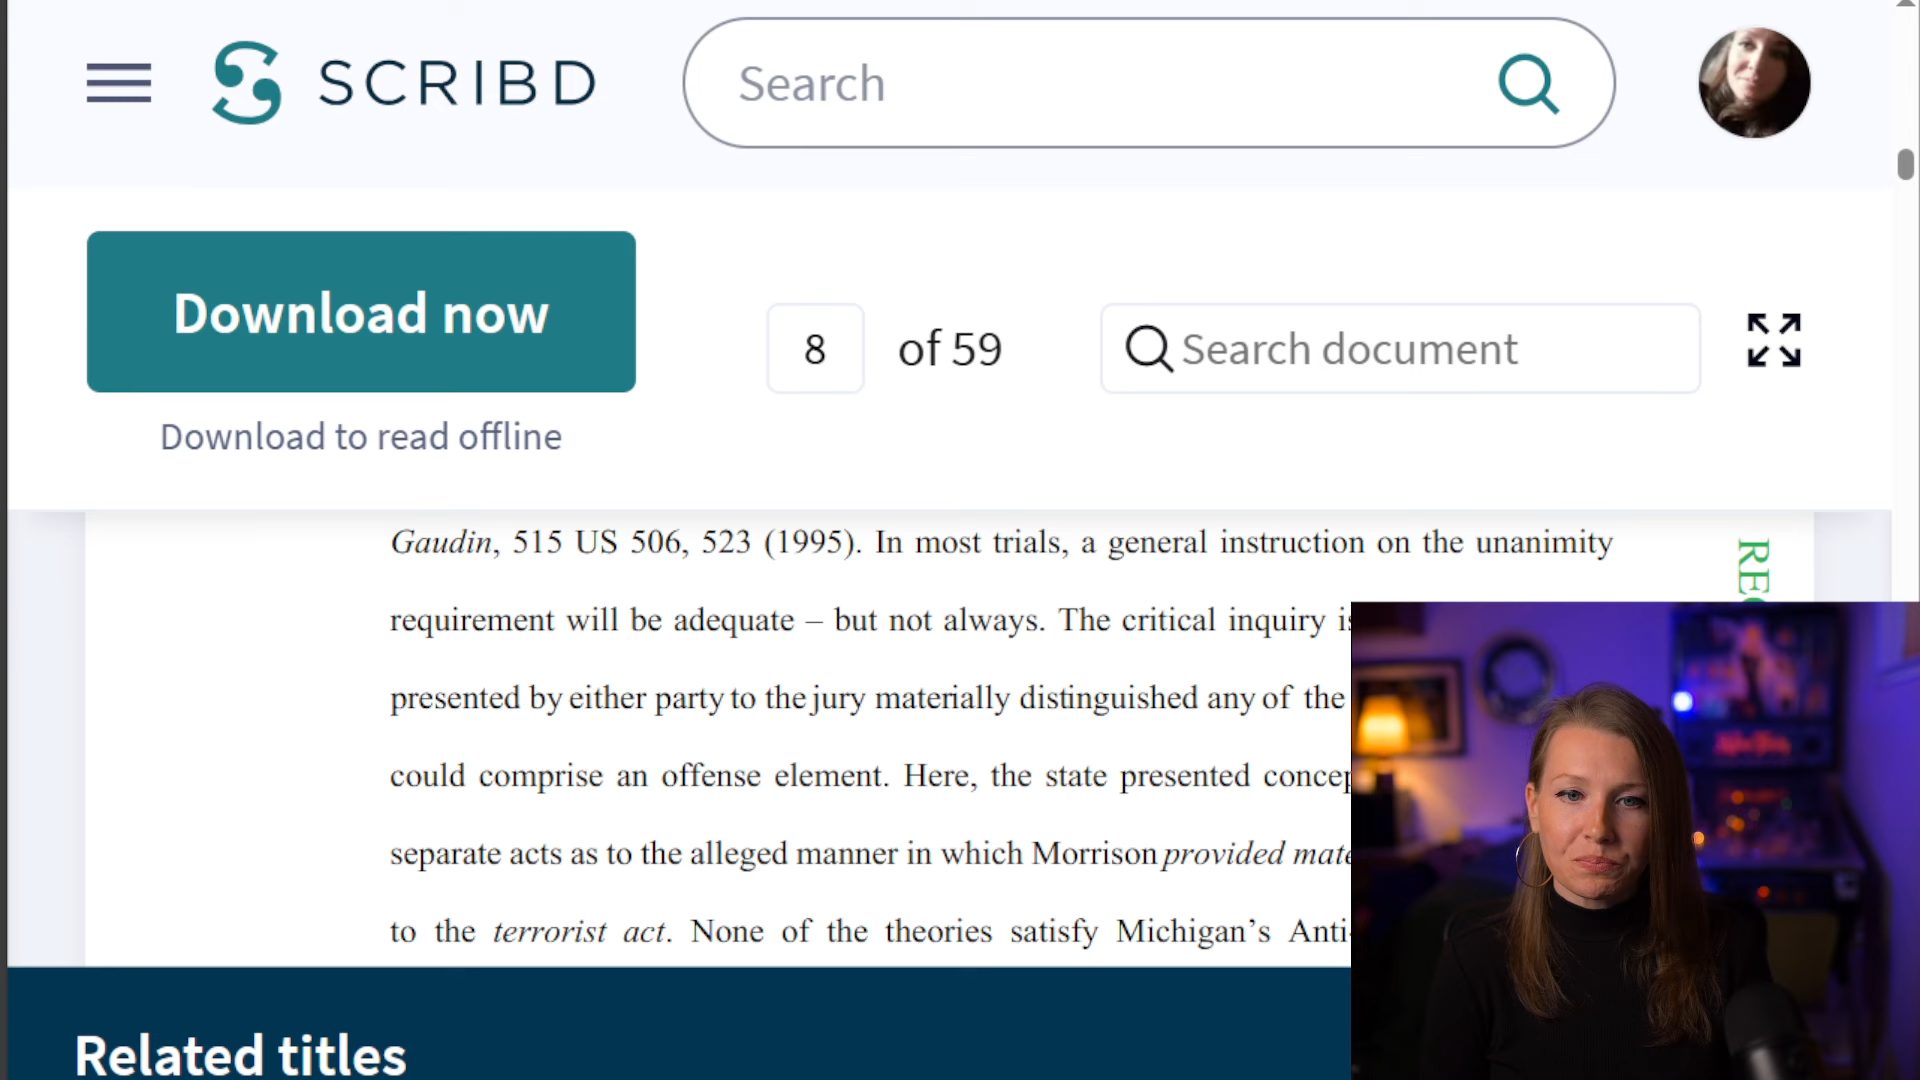 SCRIBD
Search
Download now
Download to read offline
8 of 59
Search document
Gaudin, 515 US 506, 523 (1995). In most trials, a general instruction on the unanimity
requirement will be adequate – but not always. The critical inquiry
presented by either party to the jury materially distinguished any of the
could comprise an offense element. Here, the state presented
separate acts as to the alleged manner in which Morrison provided
to the terrorist act. None of the theories satisfy Michigan’s Anti-
Related titles